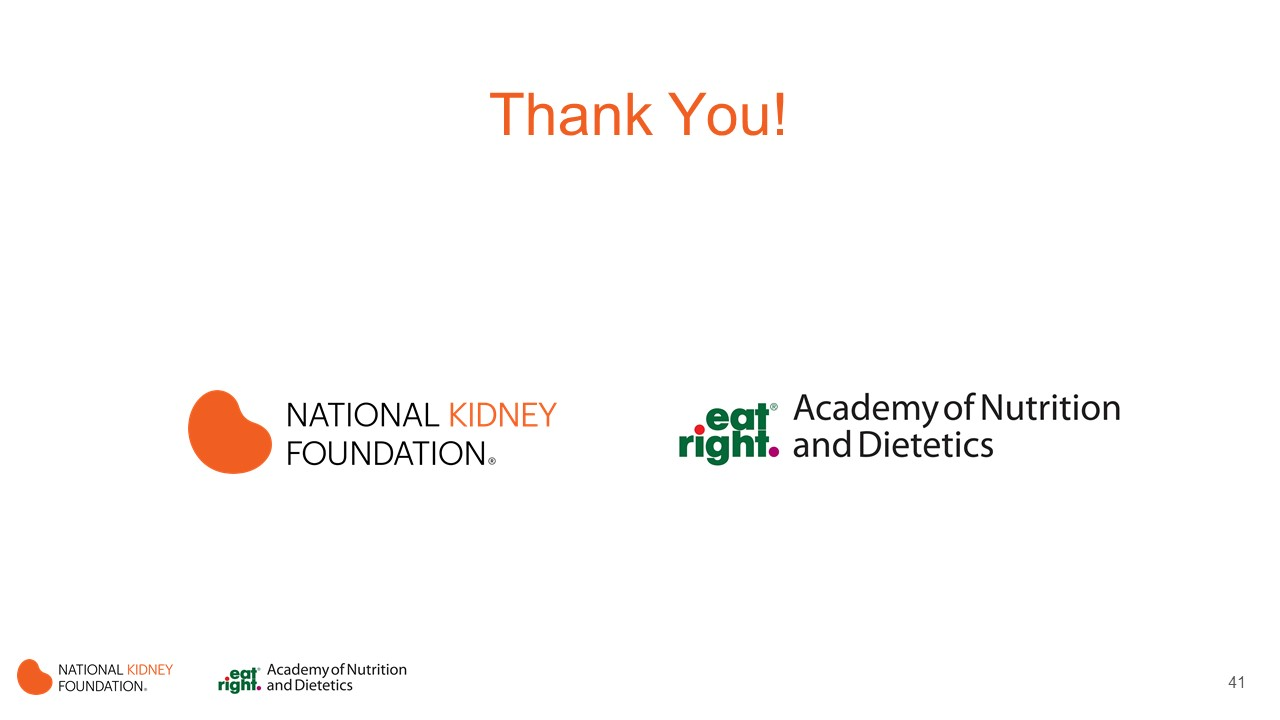 Thank You!
NATIONAL KIDNEY
FOUNDATION®
eat®
right.
Academy of Nutrition
and Dietetics
NATIONAL KIDNEY
FOUNDATION®
eat®
right.
Academy of Nutrition
and Dietetics
41